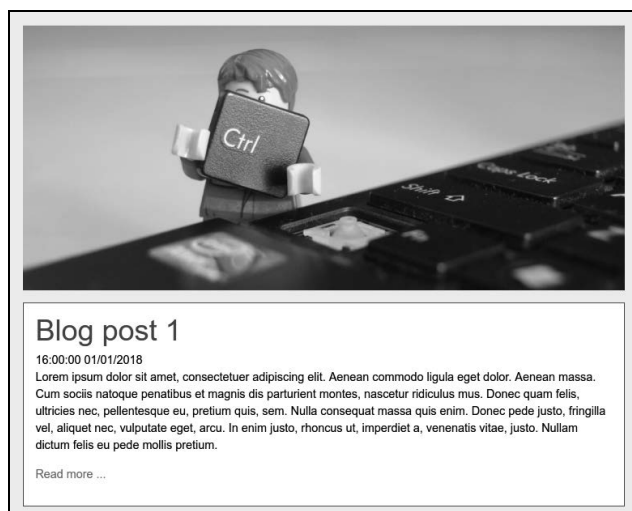 Ctrl
Caps Lock
Shift
Blog post 1
16:00:00 01/01/2018
Lorem ipsum dolor sit amet, consectetuer adipiscing elit. Aenean commodo ligula eget dolor. Aenean massa.
Cum sociis natoque penatibus et magnis dis parturient montes, nascetur ridiculus mus. Donec quam felis,
ultricies nec, pellentesque eu, pretium quis, sem. Nulla consequat massa quis enim. Donec pede justo, fringilla
vel, aliquet nec, vulputate eget, arcu. In enim justo, rhoncus ut, imperdiet a, venenatis vitae, justo. Nullam
dictum felis eu pede mollis pretium.
Read more ...